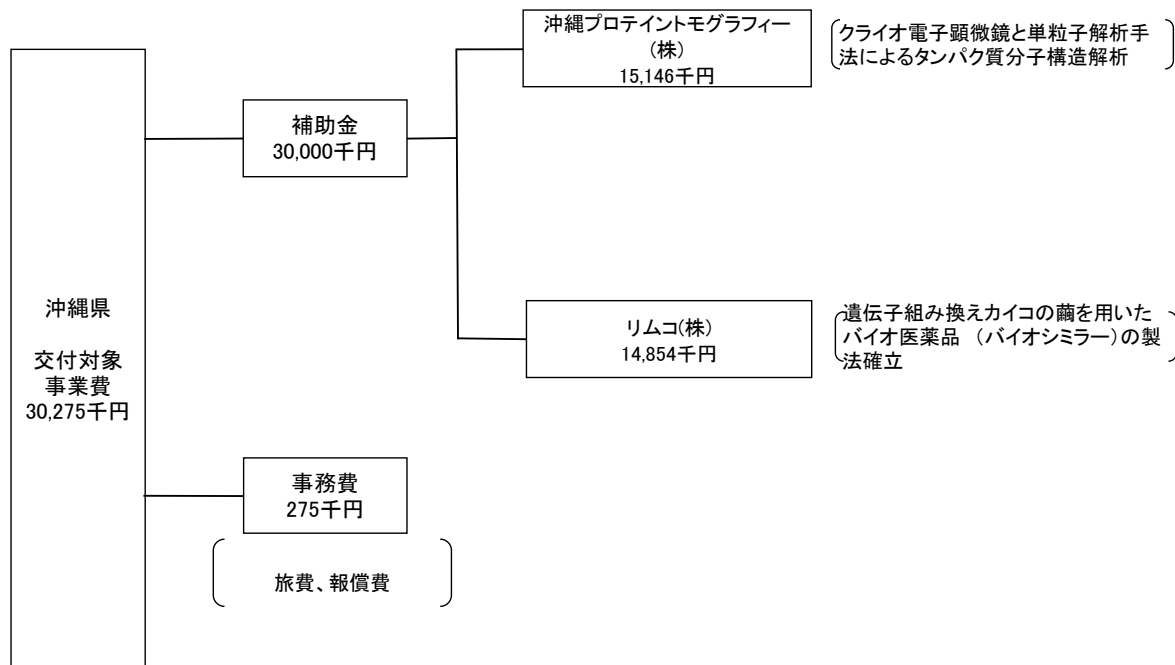 沖縄県
交付対象
事業費
30,275千円
補助金
30,000千円
沖縄プロテイントモグラフィー
(株)
15,146千円
クライオ電子顕微鏡と単粒子解析手
法によるタンパク質分子構造解析
リムコ(株)
14,854千円
遺伝子組み換えカイコの繭を用いた
バイオ医薬品 (バイオシミラー)の製
法確立
事務費
275千円
旅費、報償費